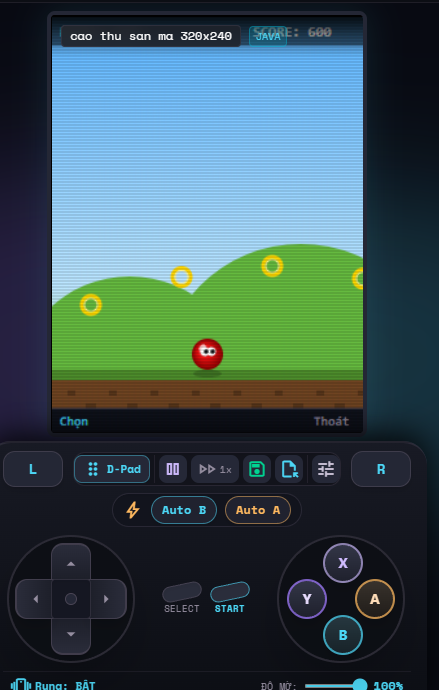 cao thu san ma 320x240 JAVA SCORE: 600
Chọn Thoát
L D-Pad 1x R
Auto B Auto A
X
Y A
SELECT START
B
Rung: BẬT ĐỘ MỜ: 100%